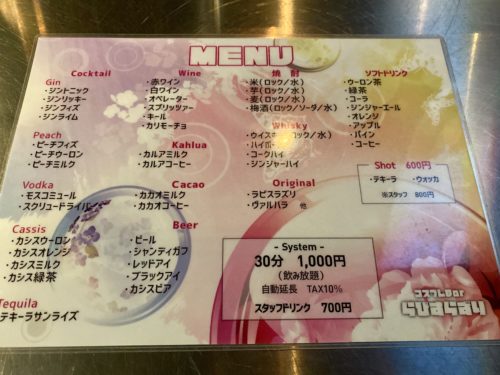 MENU
Cocktail
Gin
・ジントニック
・ジンリッキー
・ジンフィズ
・ジンライム
Peach
・ピーチフィズ
・ピーチウーロン
・ピーチミルク
Vodka
・モスコミュール
・スクリュードライバー
Cassis
・カシスウーロン
・カシスオレンジ
・カシスミルク
・カシス緑茶
Tequila
テキーラサンライズ
Wine
・赤ワイン
・白ワイン
・オペレーター
・スプリッツァー
・キール
・カリモーチョ
Kahlua
・カルアミルク
・カルアコーヒー
Cacao
・カカオミルク
・カカオコーヒー
Beer
・ビール
・シャンディガフ
・レッドアイ
・ブラックアイ
・カシスビア
焼酎
・米(ロック/水)
・芋(ロック/水)
・麦(ロック/水)
・梅酒(ロック/ソーダ/水)
Whisky
・ウイスキー(ロック/水)
・ハイボ
・コークハイ
・ジンジャーハイ
Original
・ラピスラズリ
・ヴァルハラ 他
ソフトドリンク
・ウーロン茶
・緑茶
・コーラ
・ジンジャーエール
・オレンジ
・アップル
・パイン
・コーヒー
Shot 600円
・テキーラ ・ウォッカ
※スタッフ 800円
- System -
30分 1,000円
(飲み放題)
自動延長 TAX10%
スタッフドリンク 700円
コスプレBar